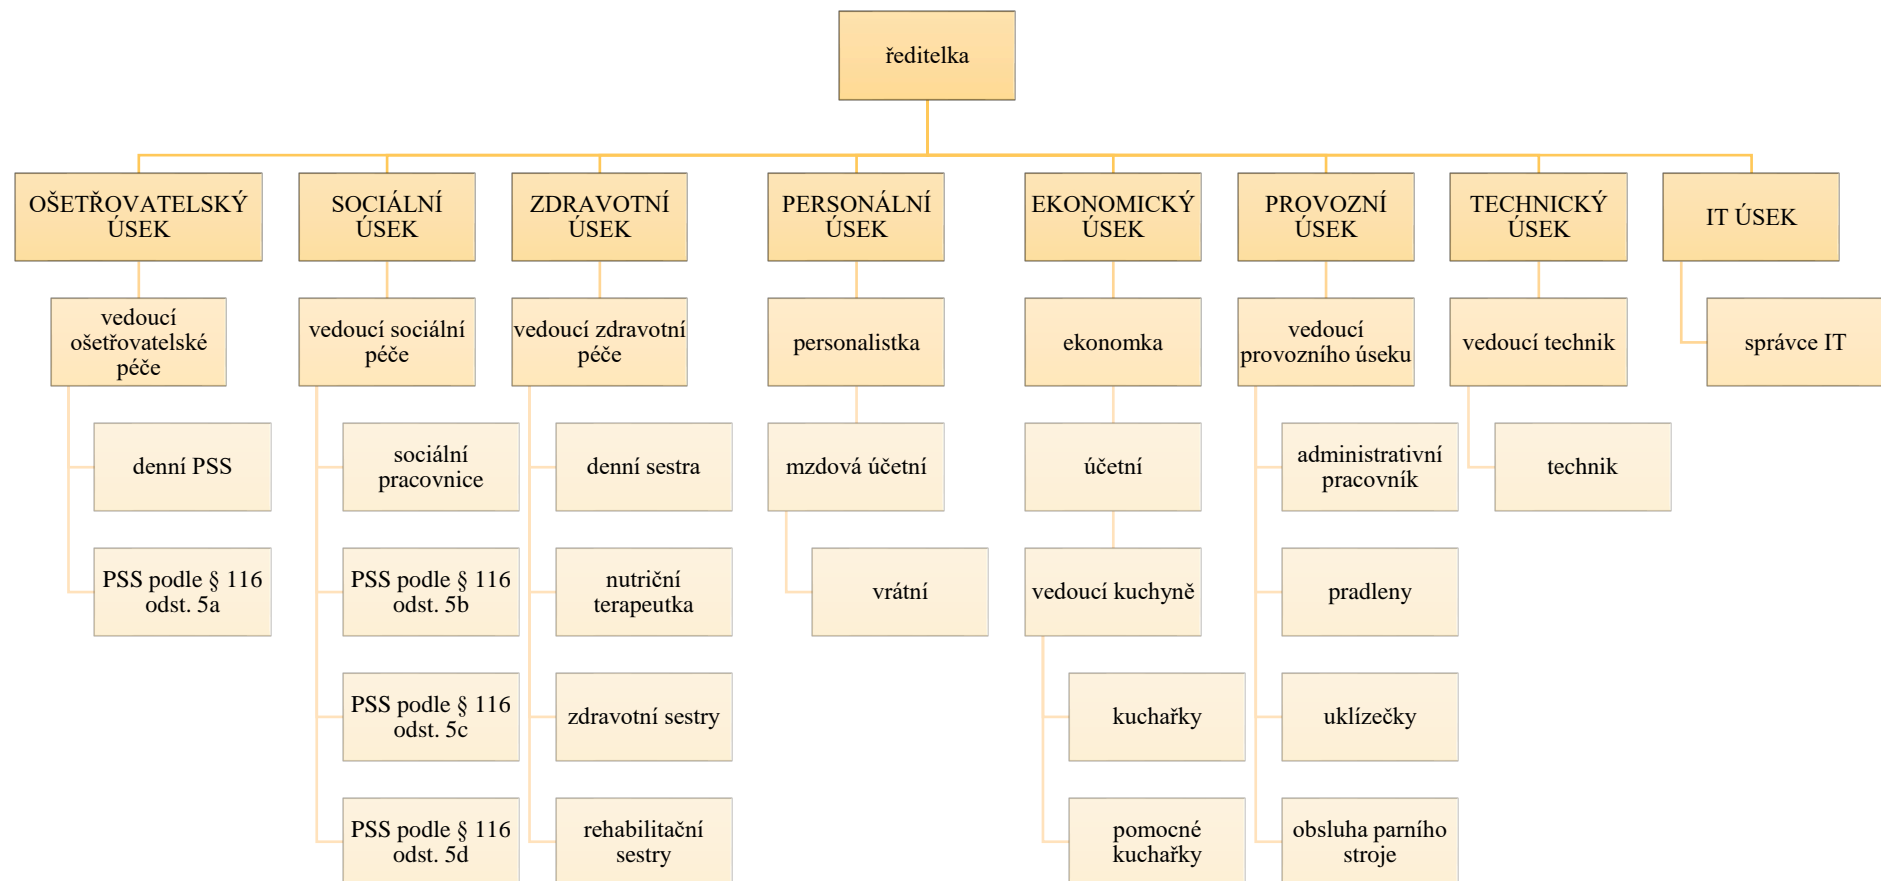 ředitelka
OŠETŘOVATELSKÝ
ÚSEK
SOCIÁLNÍ
ÚSEK
ZDRAVOTNÍ
ÚSEK
PERSONÁLNÍ
ÚSEK
EKONOMICKÝ
ÚSEK
PROVOZNÍ
ÚSEK
TECHNICKÝ
ÚSEK
IT ÚSEK
vedoucí
ošetřovatelské
péče
vedoucí sociální
péče
vedoucí zdravotní
péče
personalistka
ekonomka
vedoucí
provozního úseku
vedoucí technik
správce IT
denní PSS
sociální
pracovnice
denní sestra
mzdová účetní
účetní
administrativní
pracovník
technik
PSS podle § 116
odst. 5a
PSS podle § 116
odst. 5b
nutriční
terapeutka
vrátní
vedoucí kuchyně
pradleny
PSS podle § 116
odst. 5c
zdravotní sestry
kuchařky
uklízečky
PSS podle § 116
odst. 5d
rehabilitační
sestry
pomocné
kuchařky
obsluha parního
stroje